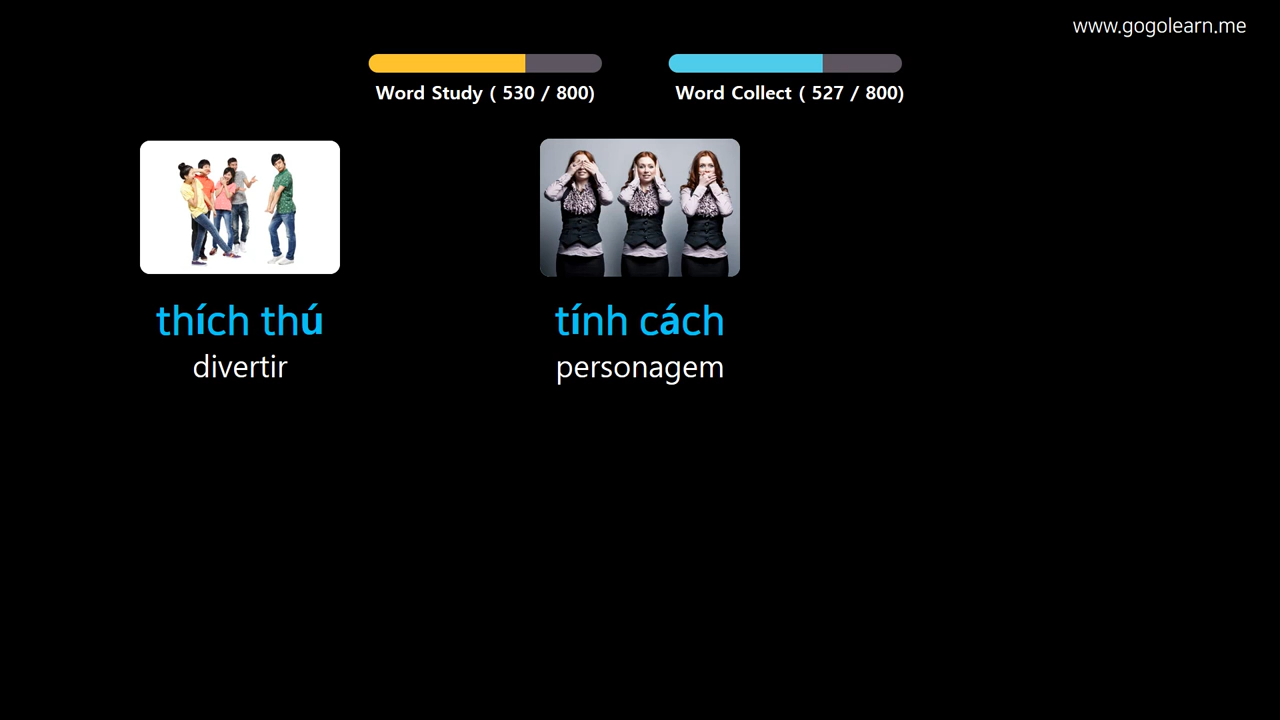 www.gogolearn.me
Word Study ( 530 / 800)
Word Collect ( 527 / 800)
thích thú
divertir
tính cách
personagem